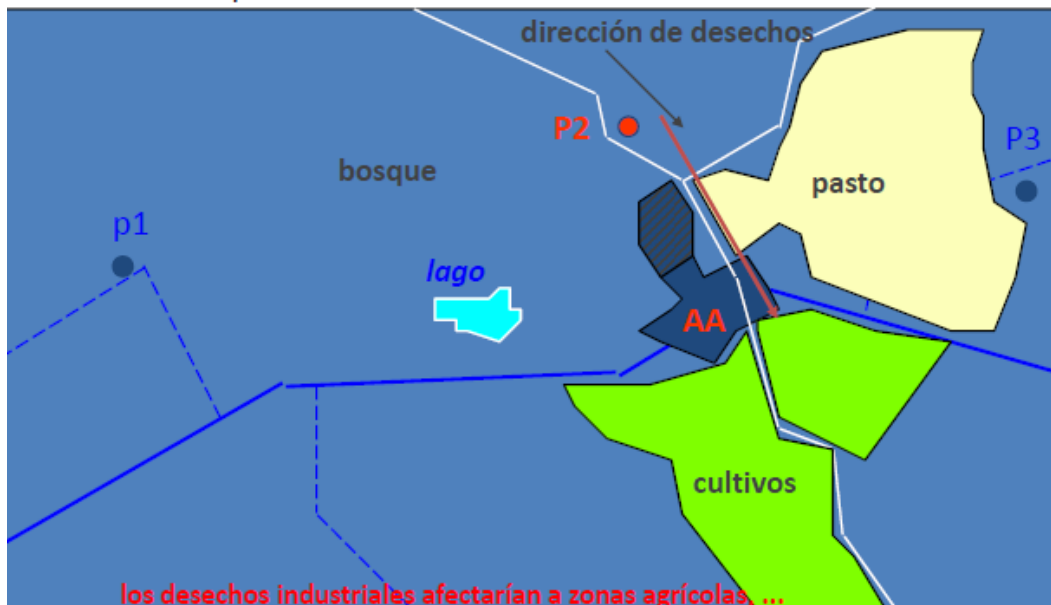 dirección de desechos
P2
P3
bosque
pasto
p1
lago
AA
cultivos
los desechos industriales afectarían a zonas agrícolas, ...